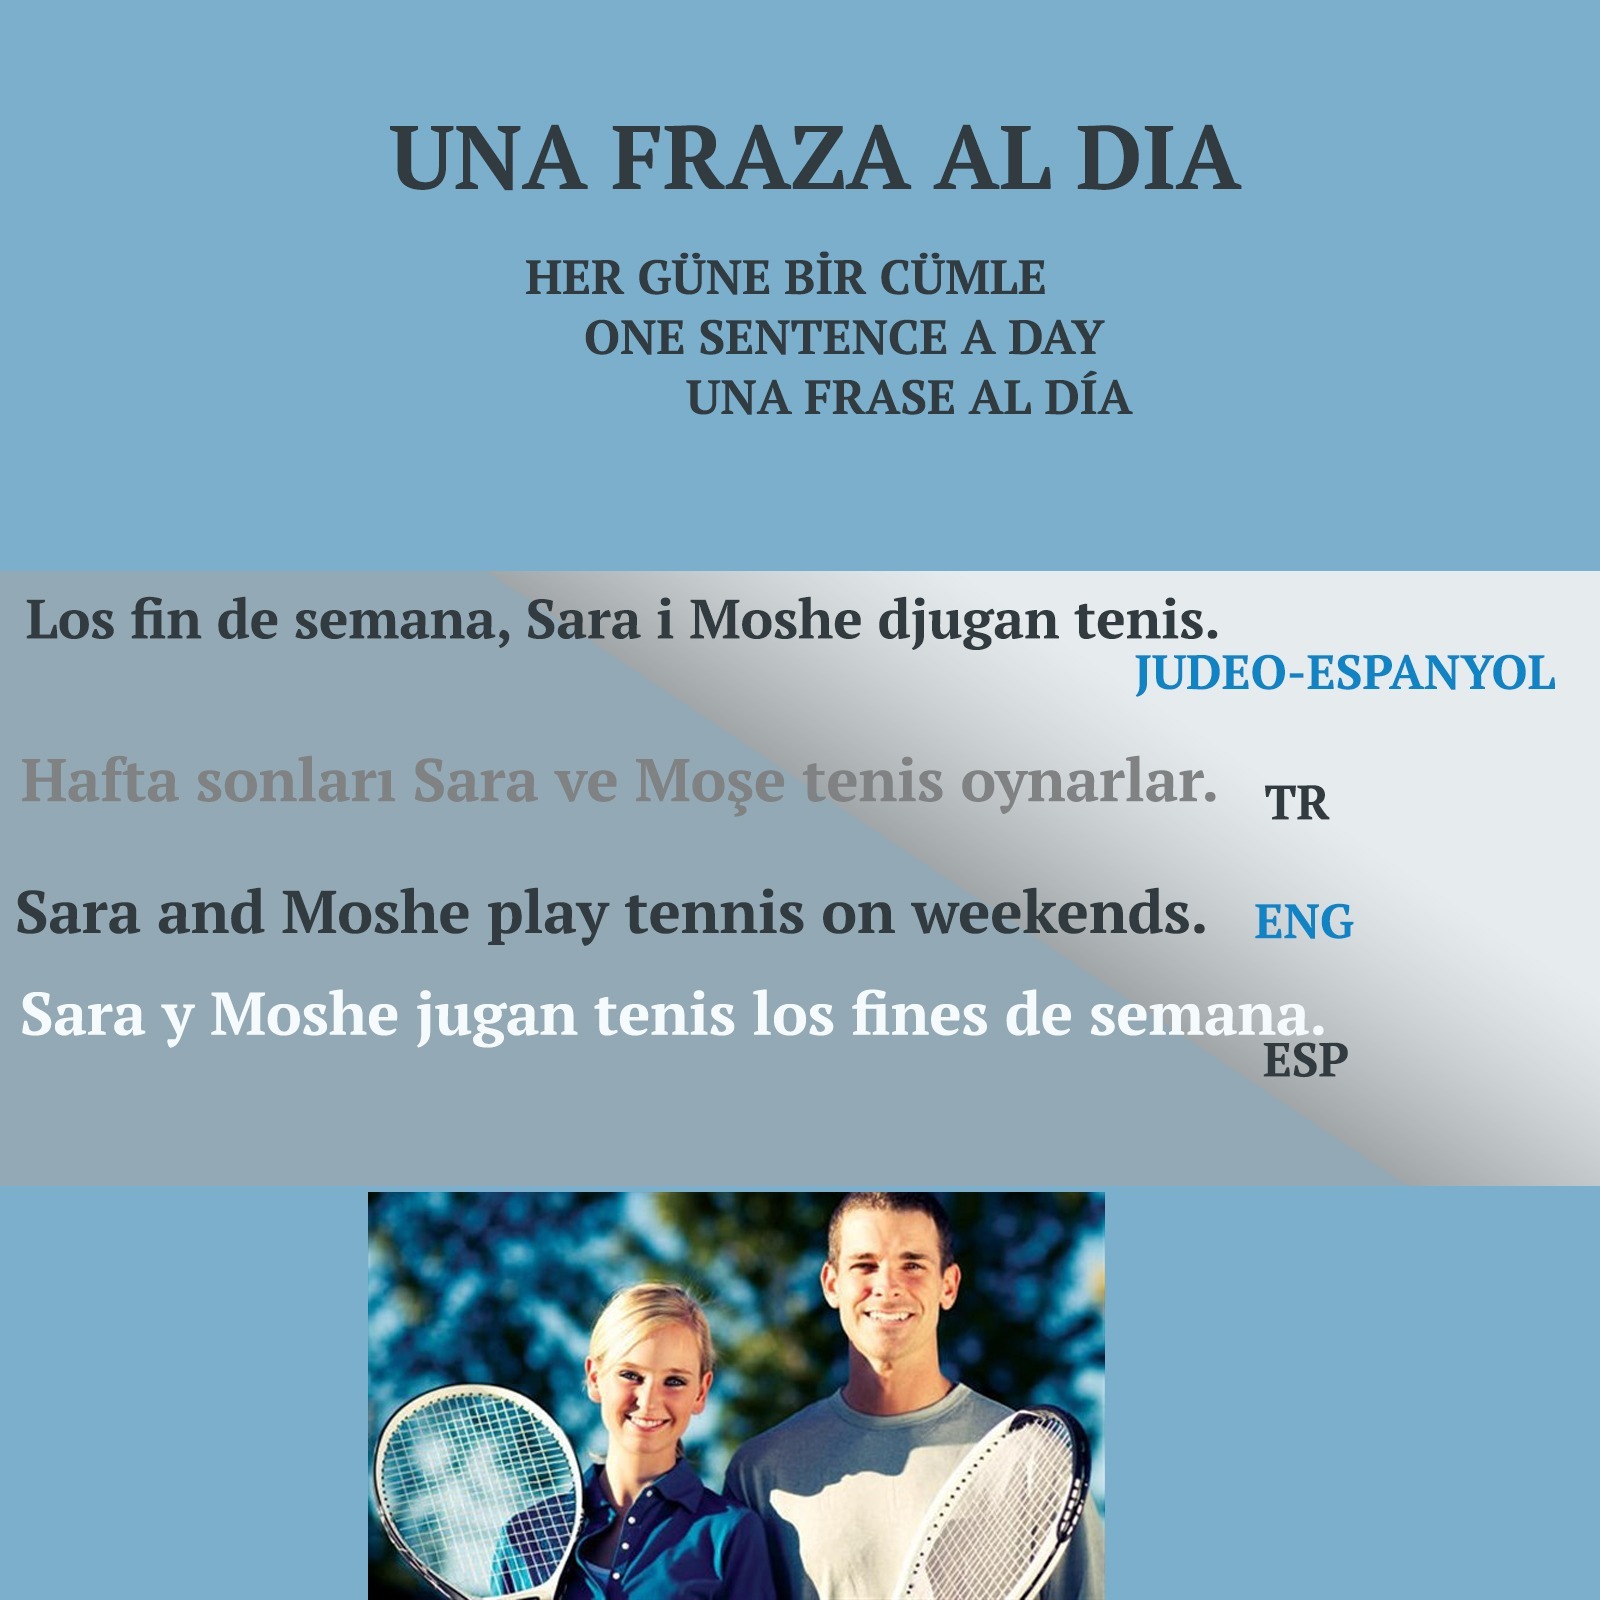 UNA FRAZA AL DIA
HER GÜNE BİR CÜMLE
ONE SENTENCE A DAY
UNA FRASE AL DÍA
Los fin de semana, Sara i Moshe djugan tenis.
JUDEO-ESPANYOL
Hafta sonları Sara ve Moşe tenis oynarlar.
TR
Sara and Moshe play tennis on weekends.
ENG
Sara y Moshe jugan tenis los fines de semana.
ESP